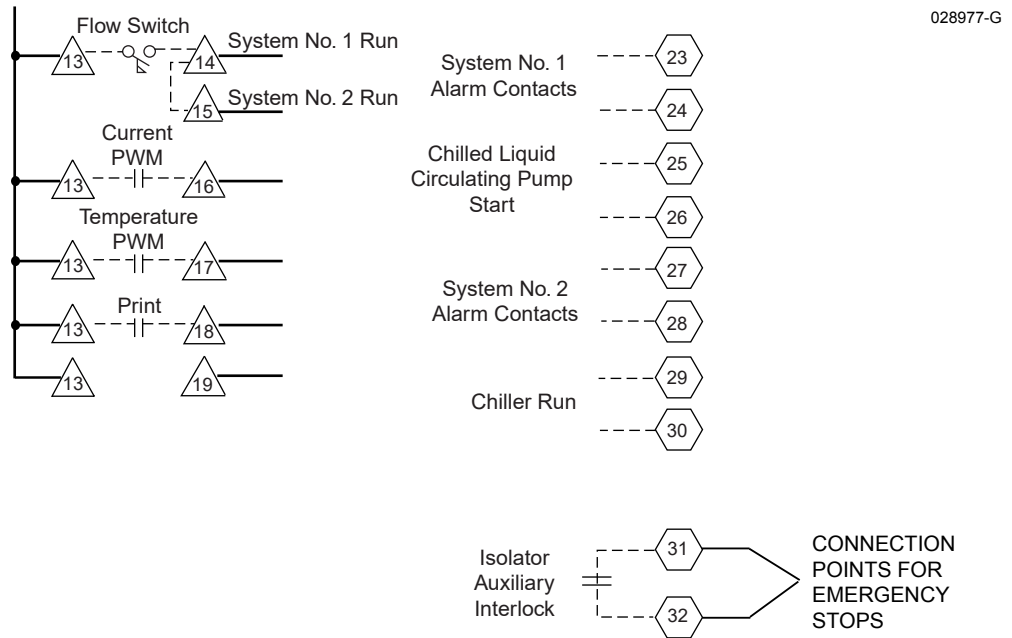 028977-G
Flow Switch
13
14
System No. 1 Run
15
System No. 2 Run
Current
PWM
13
16
Temperature
PWM
13
17
Print
13
18
13
19
System No. 1
Alarm Contacts
23
24
Chilled Liquid
Circulating Pump
Start
25
26
System No. 2
Alarm Contacts
27
28
Chiller Run
29
30
Isolator
Auxiliary
Interlock
31
32
CONNECTION
POINTS FOR
EMERGENCY
STOPS